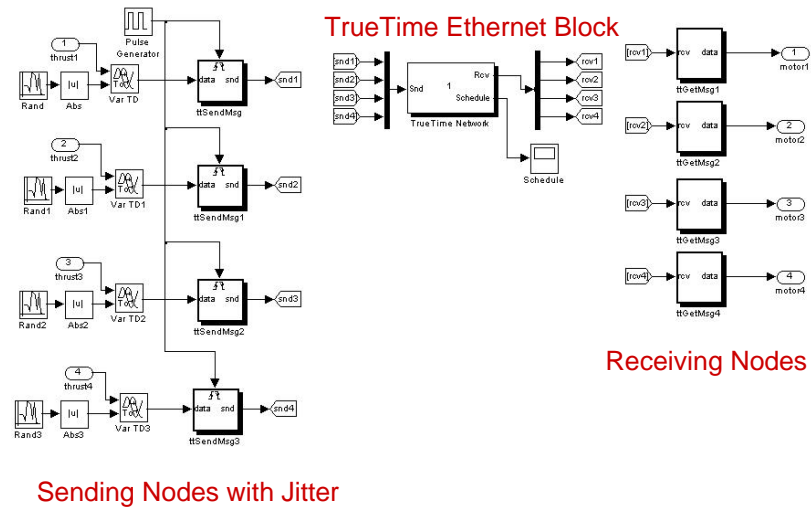 TrueTime Ethernet Block
Pulse
Generator
1
thrust1
Rand
|u|
Abs
To
Var TD
data snd
ttSendMsg
snd1
2
thrust2
Rand1
|u|
Abs1
To
Var TD1
data snd
ttSendMsg1
snd2
3
thrust3
Rand2
|u|
Abs2
To
Var TD2
data snd
ttSendMsg2
snd3
4
thrust4
Rand3
|u|
Abs3
To
Var TD3
data snd
ttSendMsg3
snd4
Sending Nodes with Jitter
[snd1]
[snd2]
[snd3]
[snd4]
Snd
1
Rcv
Schedule
TrueTime Network
rcv1
rcv2
rcv3
rcv4
Schedule
[rcv1]
rcv data
ttGetMsg1
1
motor1
[rcv2]
rcv data
ttGetMsg2
2
motor2
[rcv3]
rcv data
ttGetMsg3
3
motor3
[rcv4]
rcv data
ttGetMsg4
4
motor4
Receiving Nodes